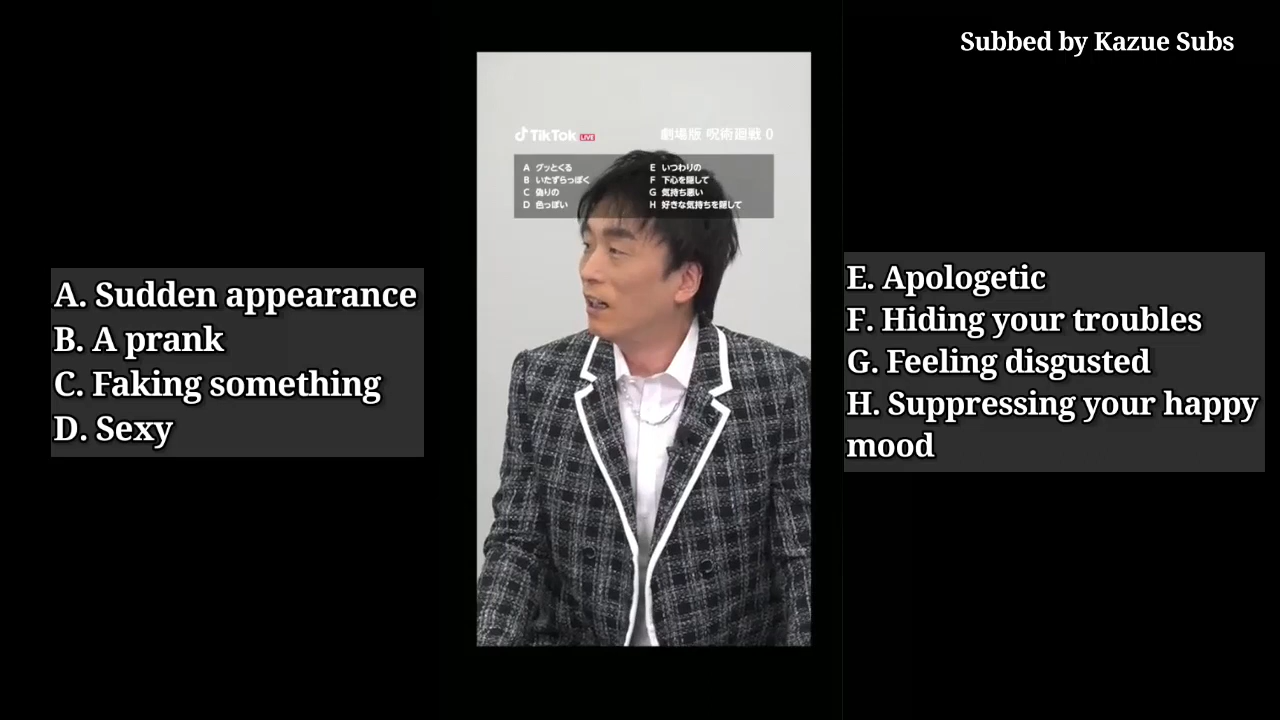 Subbed by Kazue Subs
TikTok LIVE
劇場版 呪術廻戦 0
A グッとくる
B いたずらっぽく
C 偽りの
D 色っぽい
E いつわりの
F 下心を隠して
G 気持ち悪い
H 好きな気持ちを隠して
A. Sudden appearance
B. A prank
C. Faking something
D. Sexy
E. Apologetic
F. Hiding your troubles
G. Feeling disgusted
H. Suppressing your happy
mood